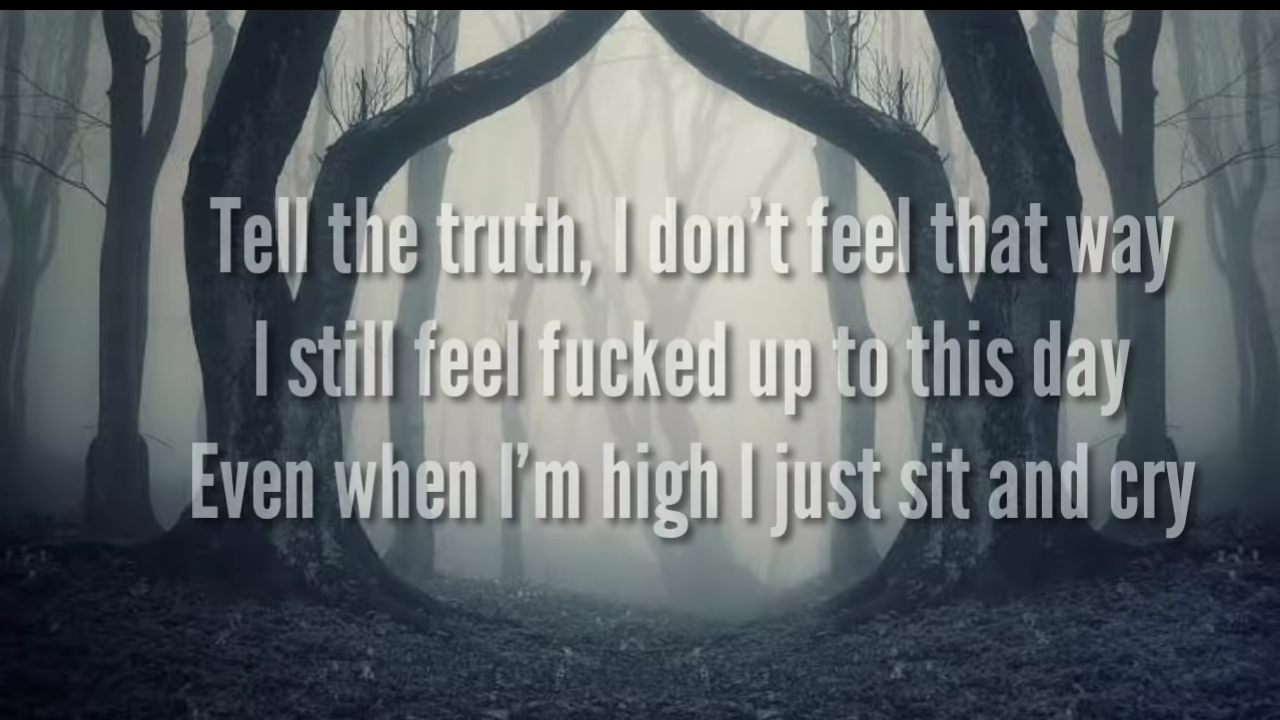 Tell the truth, I don’t feel that way
I still feel fucked up to this day
Even when I’m high I just sit and cry